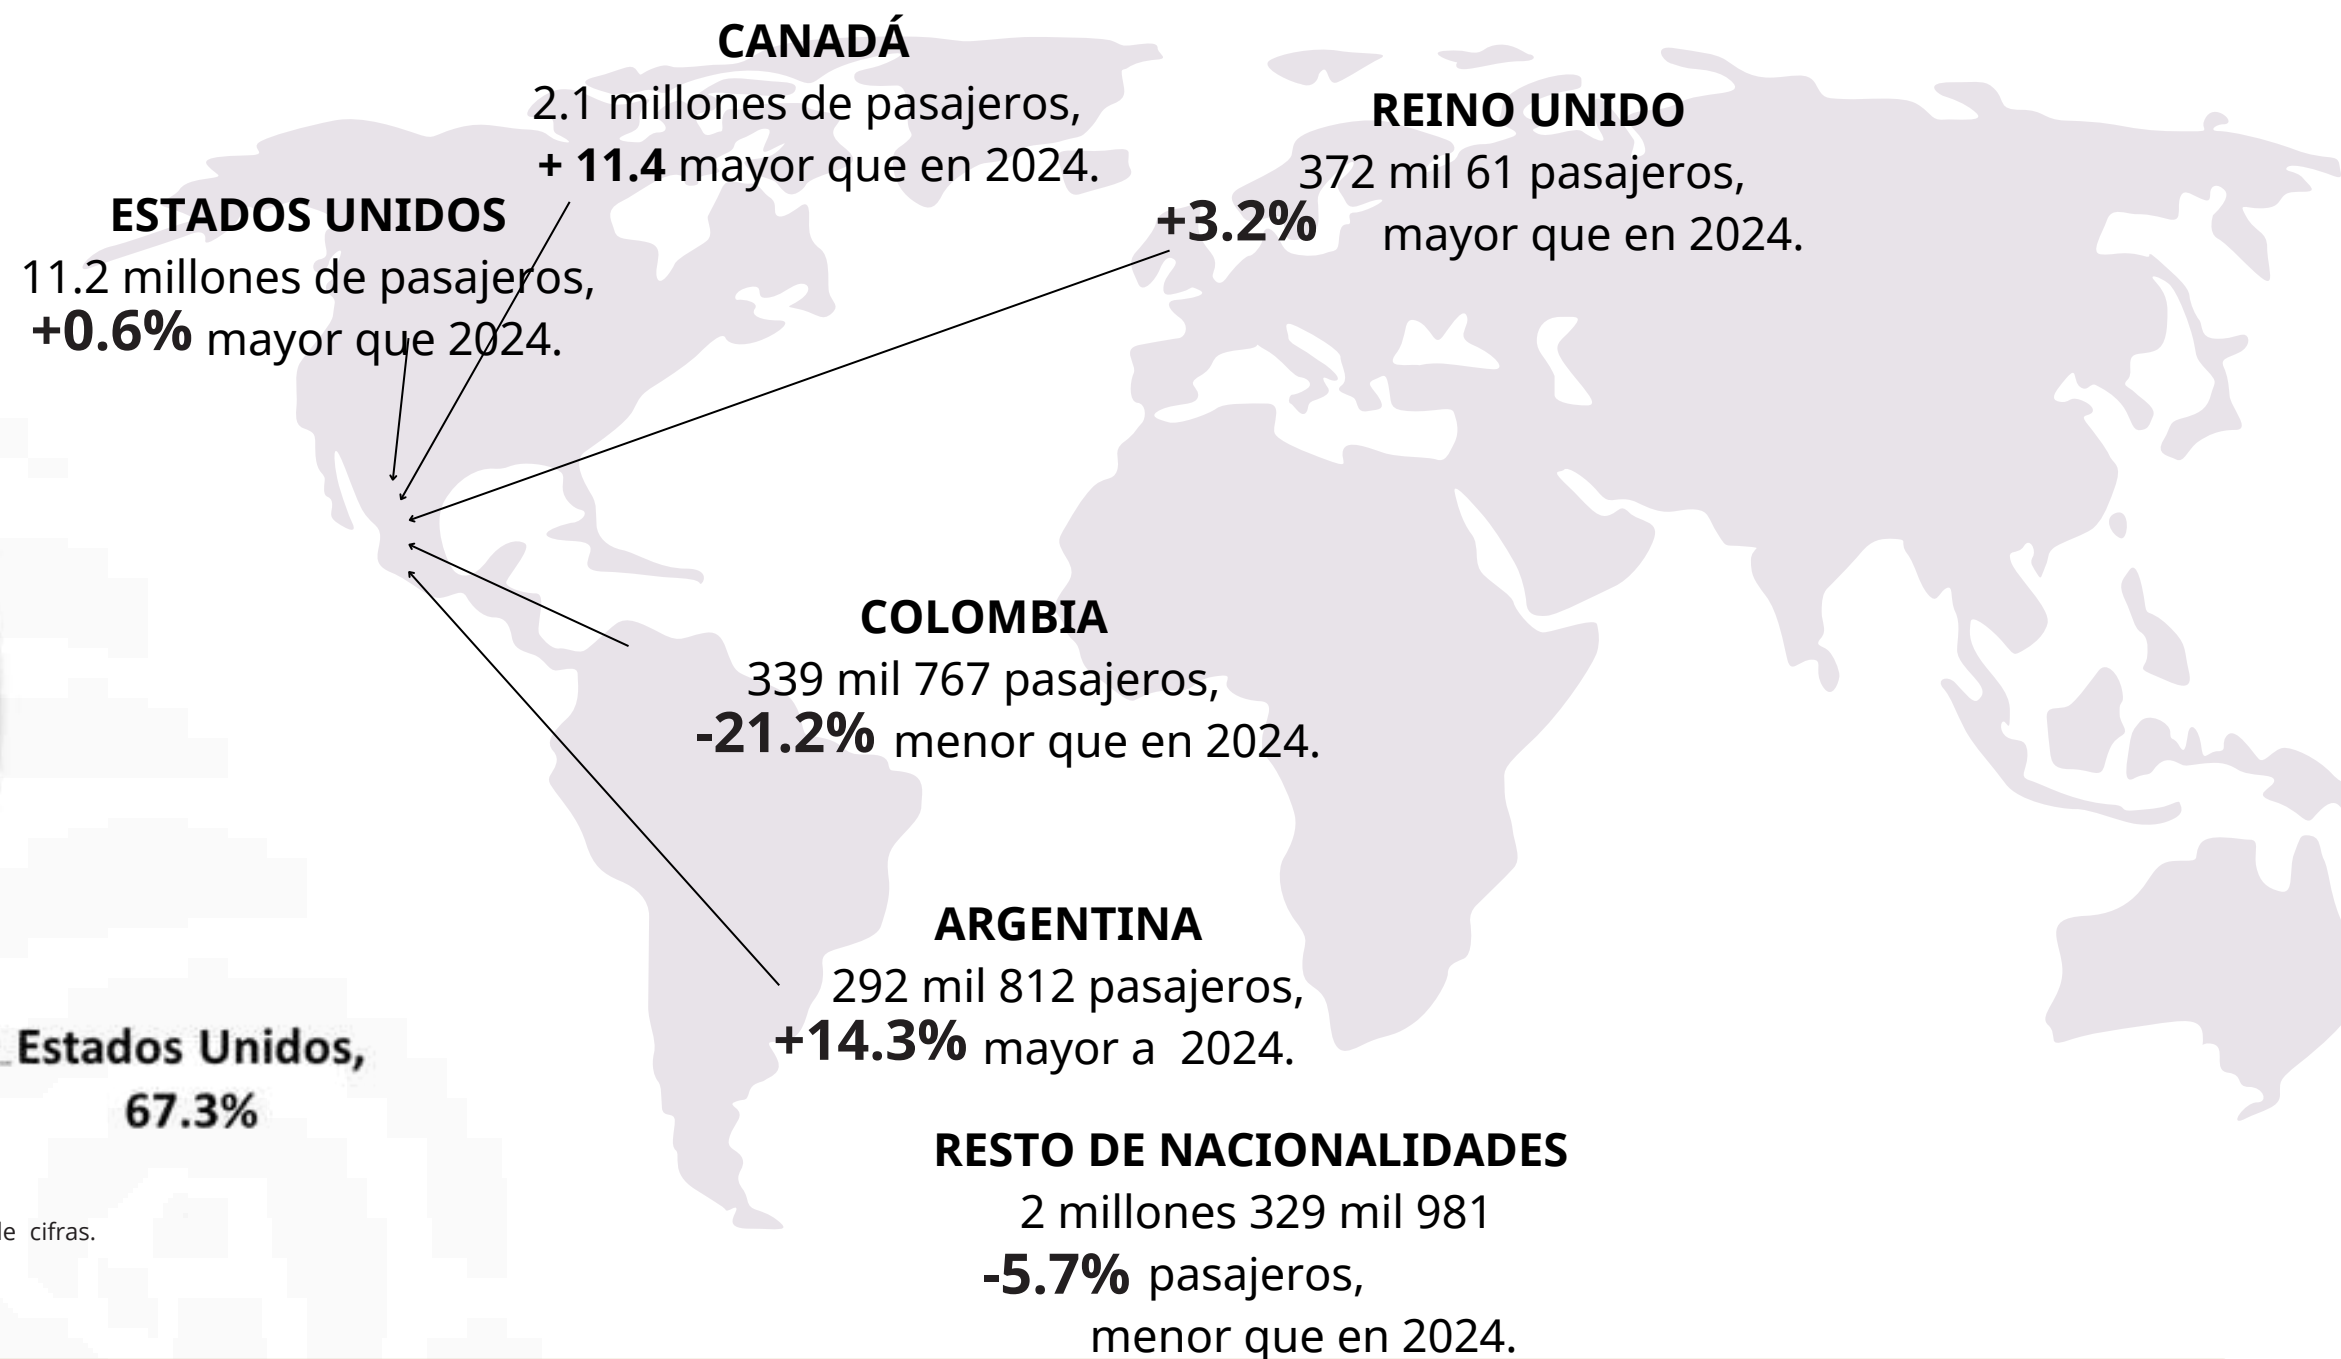 CANADÁ
2.1 millones de pasajeros,
+ 11.4 mayor que en 2024.
REINO UNIDO
372 mil 61 pasajeros,
+3.2% mayor que en 2024.
ESTADOS UNIDOS
11.2 millones de pasajeros,
+0.6% mayor que 2024.
COLOMBIA
339 mil 767 pasajeros,
-21.2% menor que en 2024.
ARGENTINA
292 mil 812 pasajeros,
+14.3% mayor a 2024.
Estados Unidos,
67.3%
RESTO DE NACIONALIDADES
2 millones 329 mil 981
-5.7% pasajeros,
menor que en 2024.
cifras.